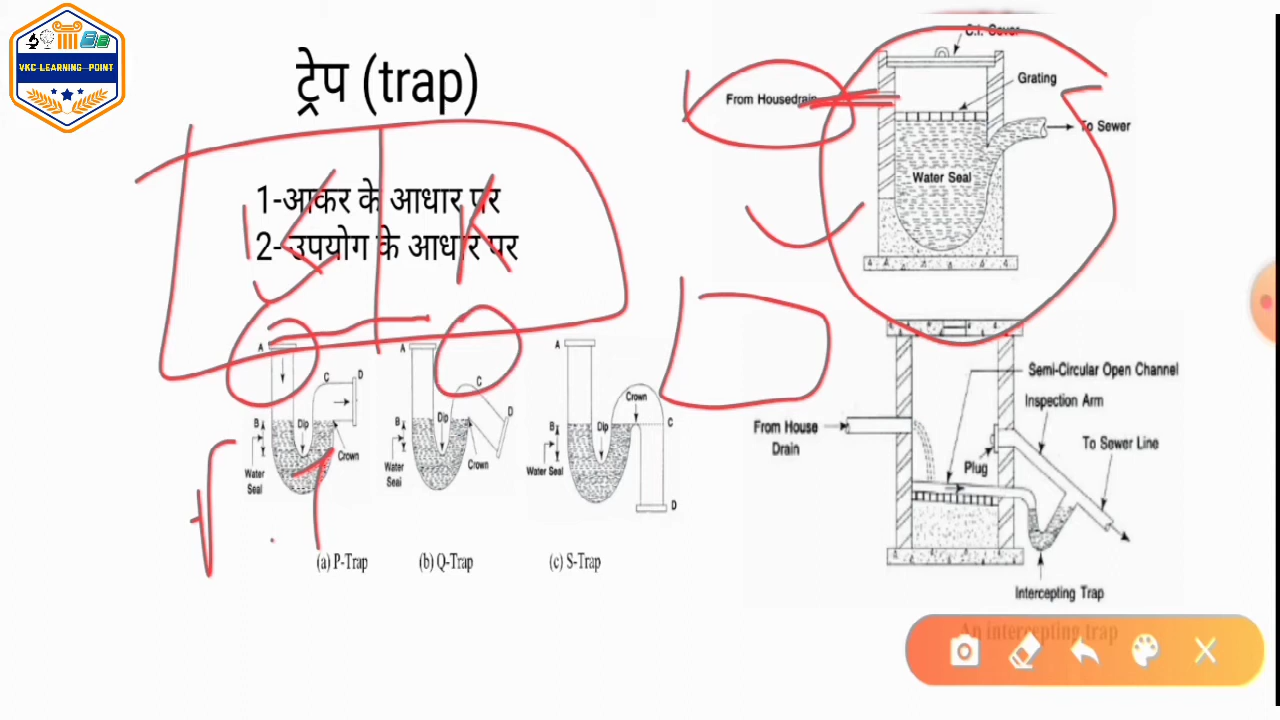 VKC-LEARNING-POINT
ट्रेप (trap)
1-आकर के आधार पर
2-उपयोग के आधार पर
A
B
C
D
Dip
Crown
Water
Seal
(a) P-Trap
A
B
C
D
Dip
Crown
Water
Seal
(b) Q-Trap
A
B
Crown
C
Dip
Water Seal
D
(c) S-Trap
C.I. Cover
From Housedrain
Grating
To Sewer
Water Seal
Semi-Circular Open Channel
Inspection Arm
From House
Drain
To Sewer Line
Plug
Intercepting Trap
An intercepting trap